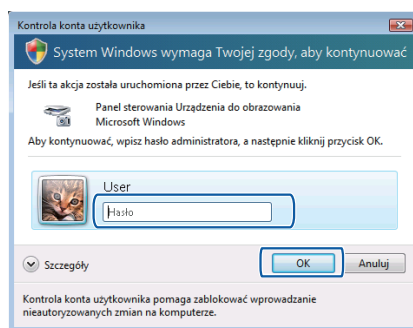 Kontrola konta użytkownika
System Windows wymaga Twojej zgody, aby kontynuować
Jeśli ta akcja została uruchomiona przez Ciebie, to kontynuuj.
Panel sterowania Urządzenia do obrazowania
Microsoft Windows
Aby kontynuować, wpisz hasło administratora, a następnie kliknij przycisk OK.
User
Hasło
Szczegóły
OK
Anuluj
Kontrola konta użytkownika pomaga zablokować wprowadzanie
nieautoryzowanych zmian na komputerze.